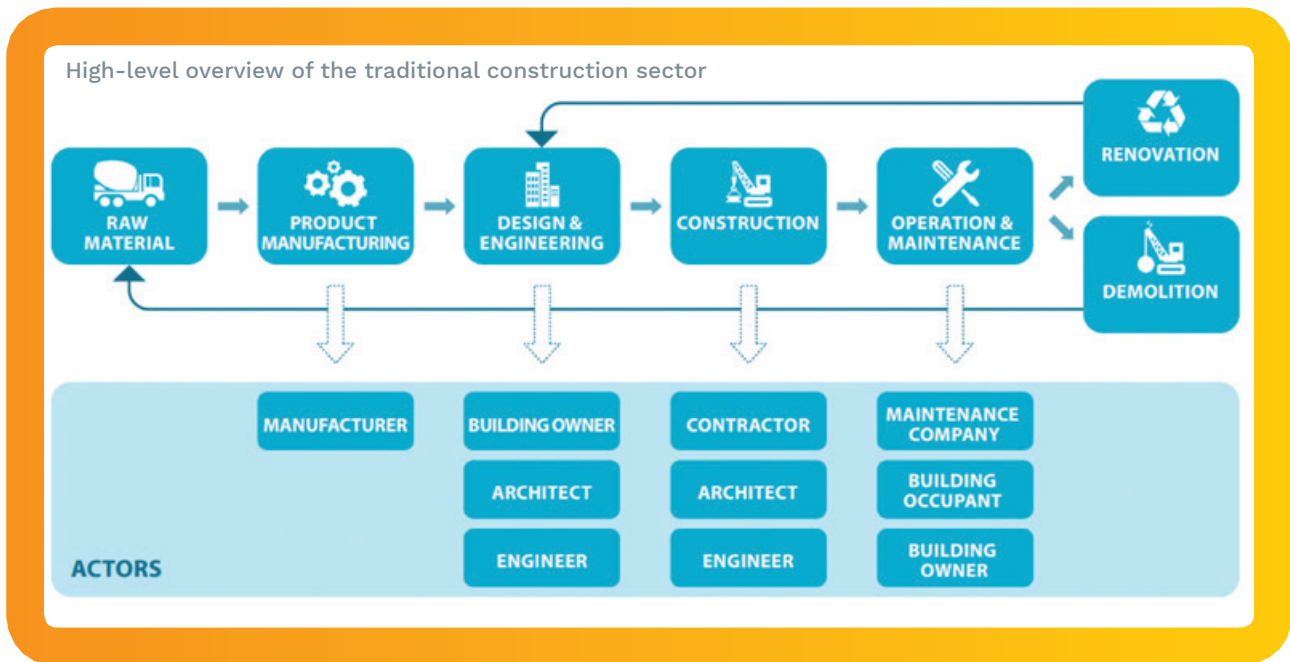 High-level overview of the traditional construction sector
RENOVATION
RAW
MATERIAL
PRODUCT
MANUFACTURING
DESIGN &
ENGINEERING
CONSTRUCTION
OPERATION &
MAINTENANCE
DEMOLITION
MANUFACTURER
BUILDING OWNER
CONTRACTOR
MAINTENANCE
COMPANY
ARCHITECT
ARCHITECT
BUILDING
OCCUPANT
ENGINEER
ENGINEER
BUILDING
OWNER
ACTORS